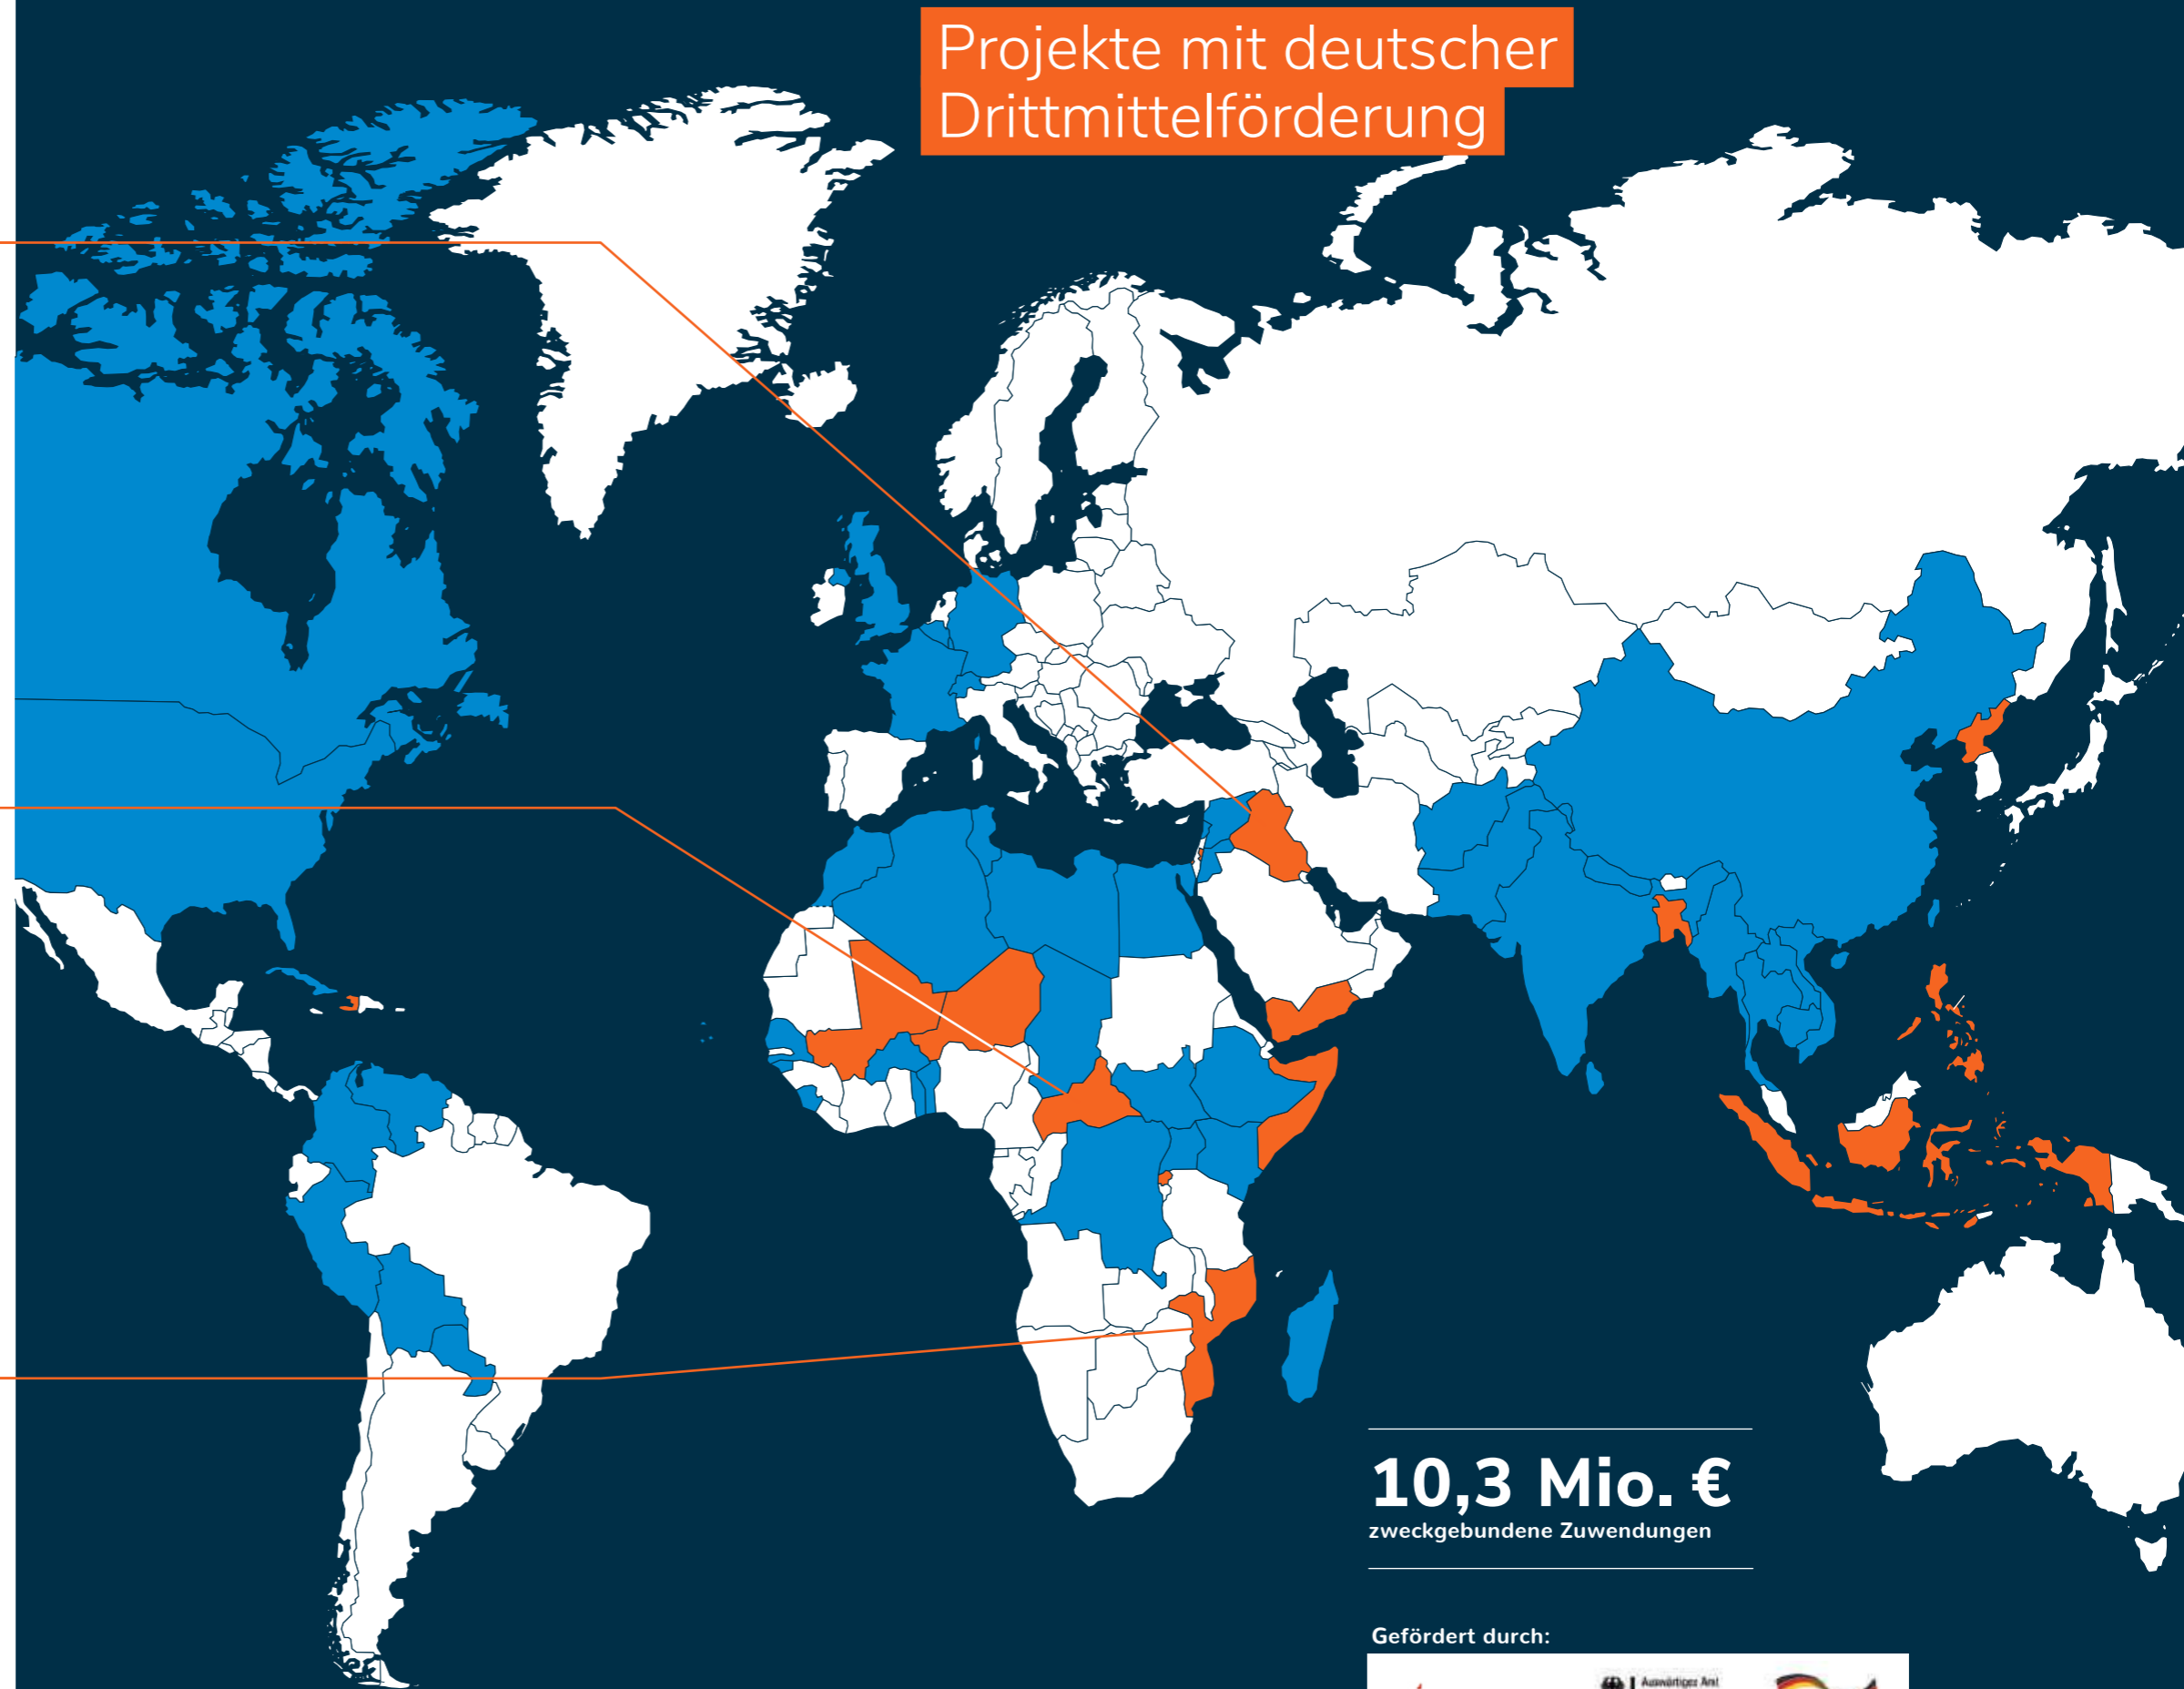 Projekte mit deutscher
Drittmittelförderung
10,3 Mio. €
zweckgebundene Zuwendungen
Gefördert durch:
Auswärtiges Amt